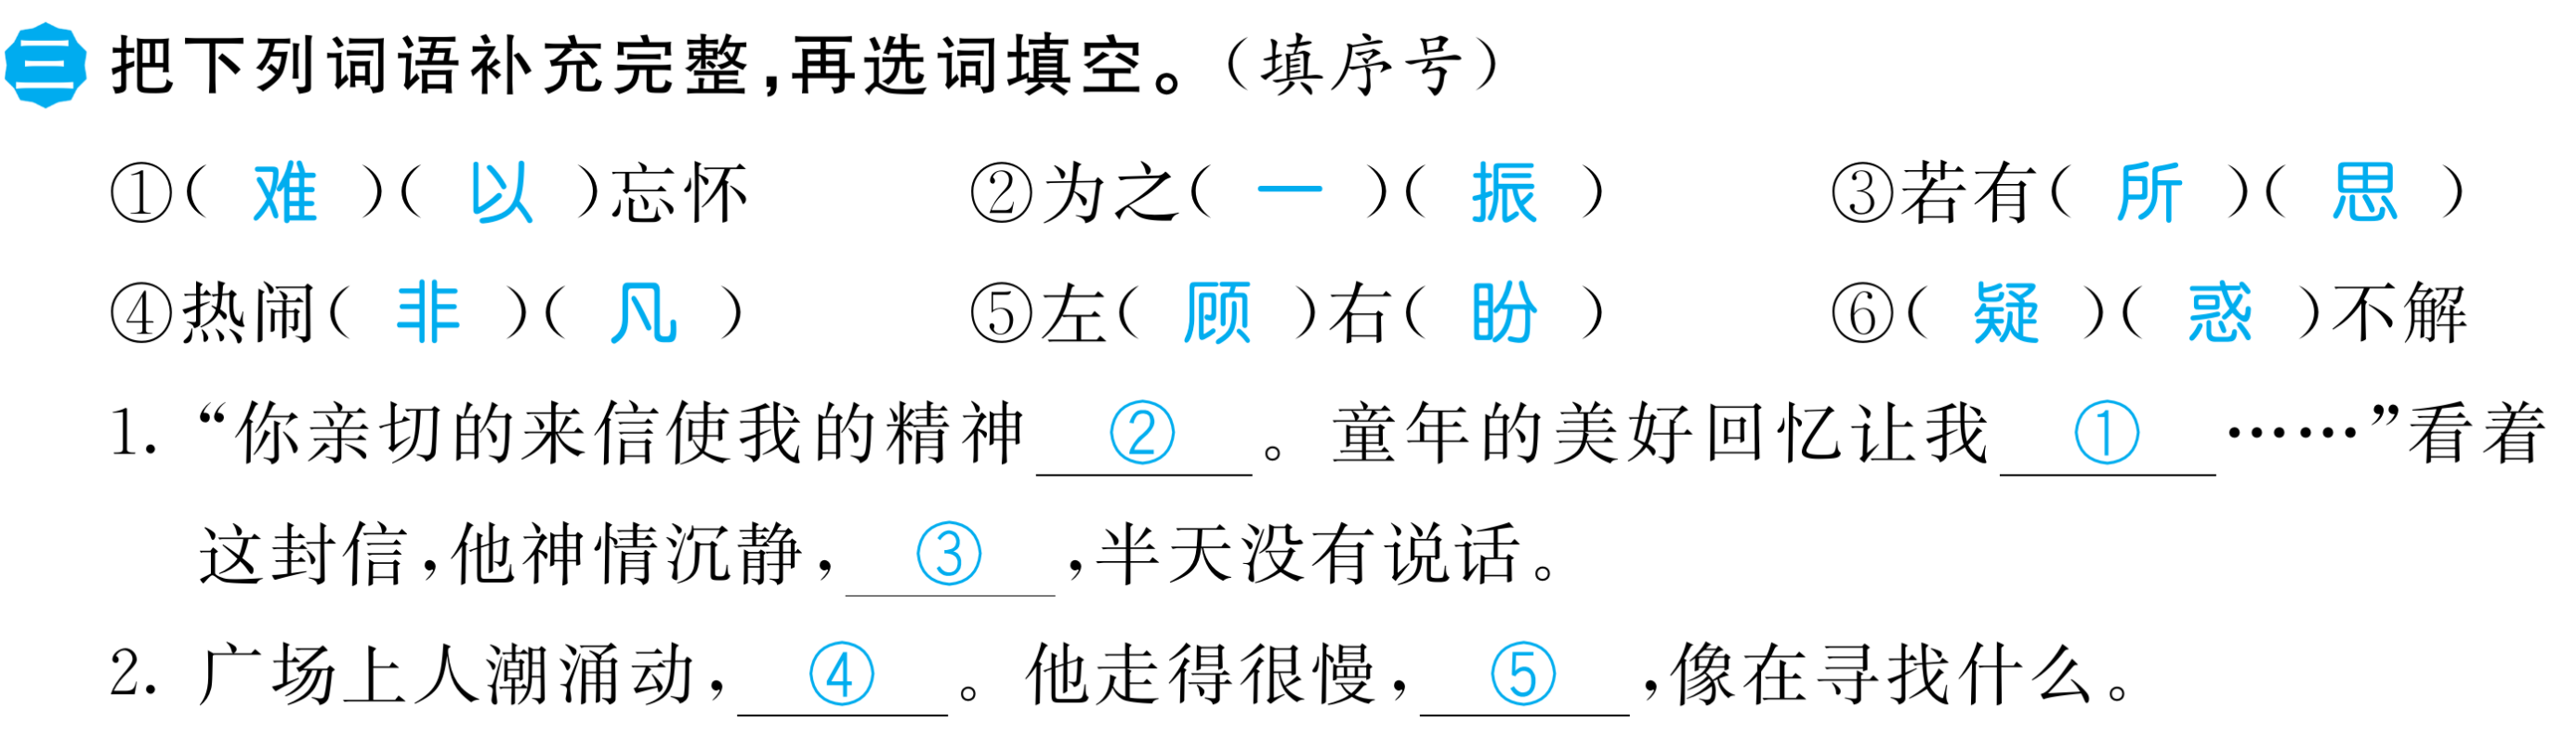 三 把下列词语补充完整,再选词填空。(填序号)
①( 难 )( 以 )忘怀 ②为之( 一 )( 振 ) ③若有( 所 )( 思 )
④热闹( 非 )( 凡 ) ⑤左( 顾 )右( 盼 ) ⑥( 疑 )( 惑 )不解
1. “你亲切的来信使我的精神 ② 。童年的美好回忆让我 ① ……”看着
这封信,他神情沉静, ③ ,半天没有说话。
2. 广场上人潮涌动, ④ 。他走得很慢, ⑤ ,像在寻找什么。